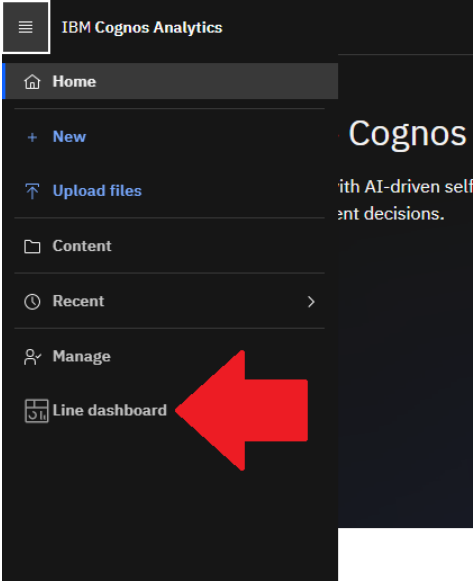 IBM Cognos Analytics
Home
Cognos
New
Upload files
ith AI-driven self
ent decisions.
Content
Recent
Manage
Line dashboard